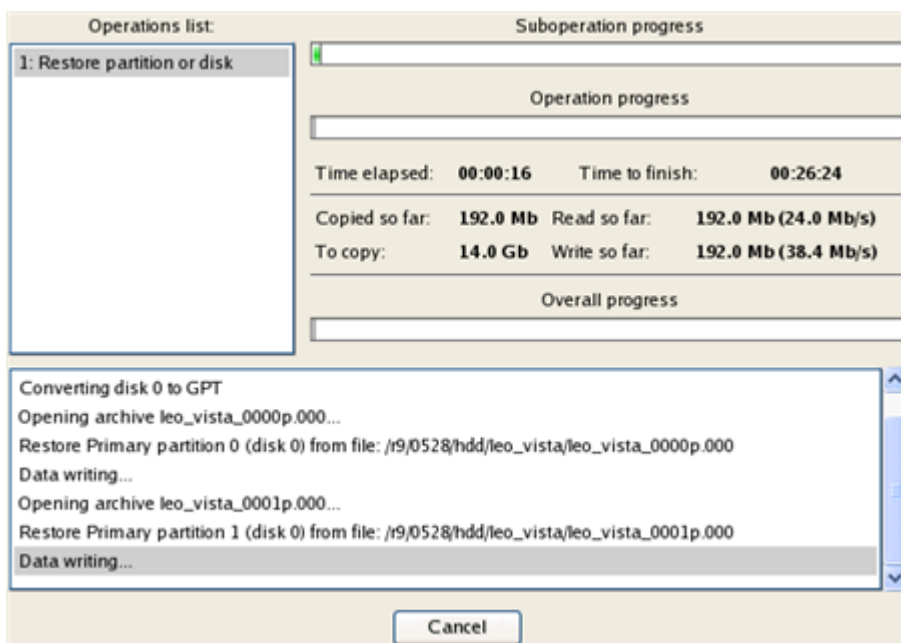 Operations list:
1: Restore partition or disk
Suboperation progress
Operation progress
Time elapsed: 00:00:16 Time to finish: 00:26:24
Copied so far: 192.0 Mb Read so far: 192.0 Mb (24.0 Mb/s)
To copy: 14.0 Gb Write so far: 192.0 Mb (38.4 Mb/s)
Overall progress
Converting disk 0 to GPT
Opening archive leo_vista_0000p.000...
Restore Primary partition 0 (disk 0) from file: /r9/0528/hdd/leo_vista/leo_vista_0000p.000
Data writing...
Opening archive leo_vista_0001p.000...
Restore Primary partition 1 (disk 0) from file: /r9/0528/hdd/leo_vista/leo_vista_0001p.000
Data writing...
Cancel